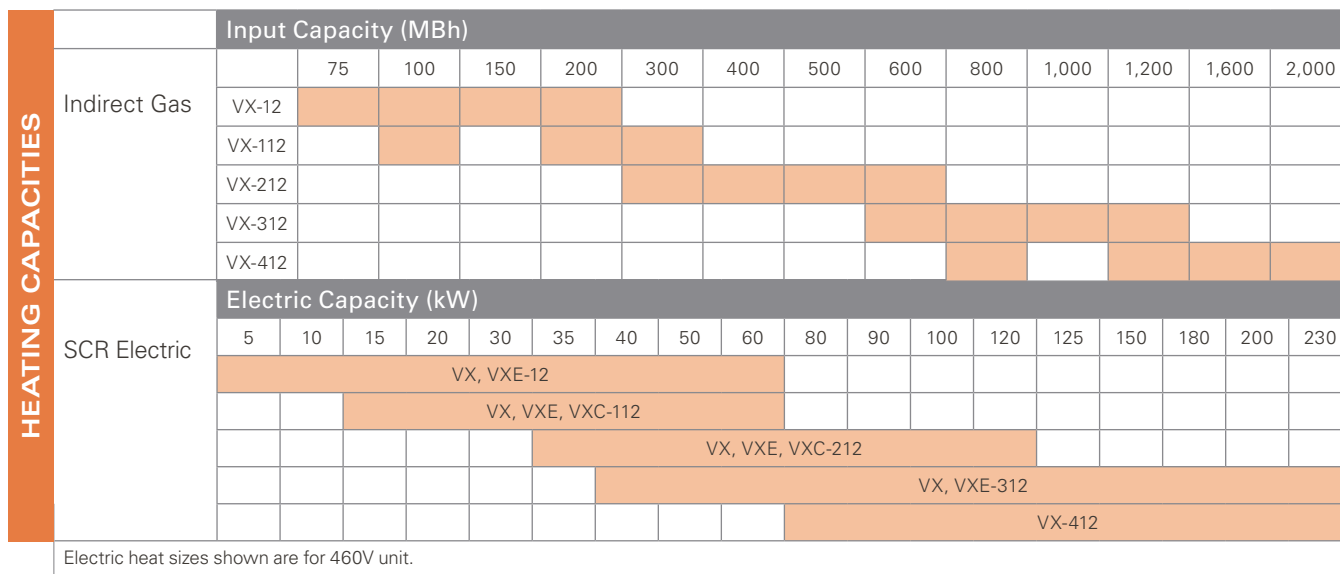 HEATING CAPACITIES
Input Capacity (MBh)
Indirect Gas
75 100 150 200 300 400 500 600 800 1,000 1,200 1,600 2,000
VX-12
VX-112
VX-212
VX-312
VX-412
Electric Capacity (kW)
SCR Electric
5 10 15 20 30 35 40 50 60 80 90 100 120 125 150 180 200 230
VX, VXE-12
VX, VXE, VXC-112
VX, VXE, VXC-212
VX, VXE-312
VX-412
Electric heat sizes shown are for 460V unit.